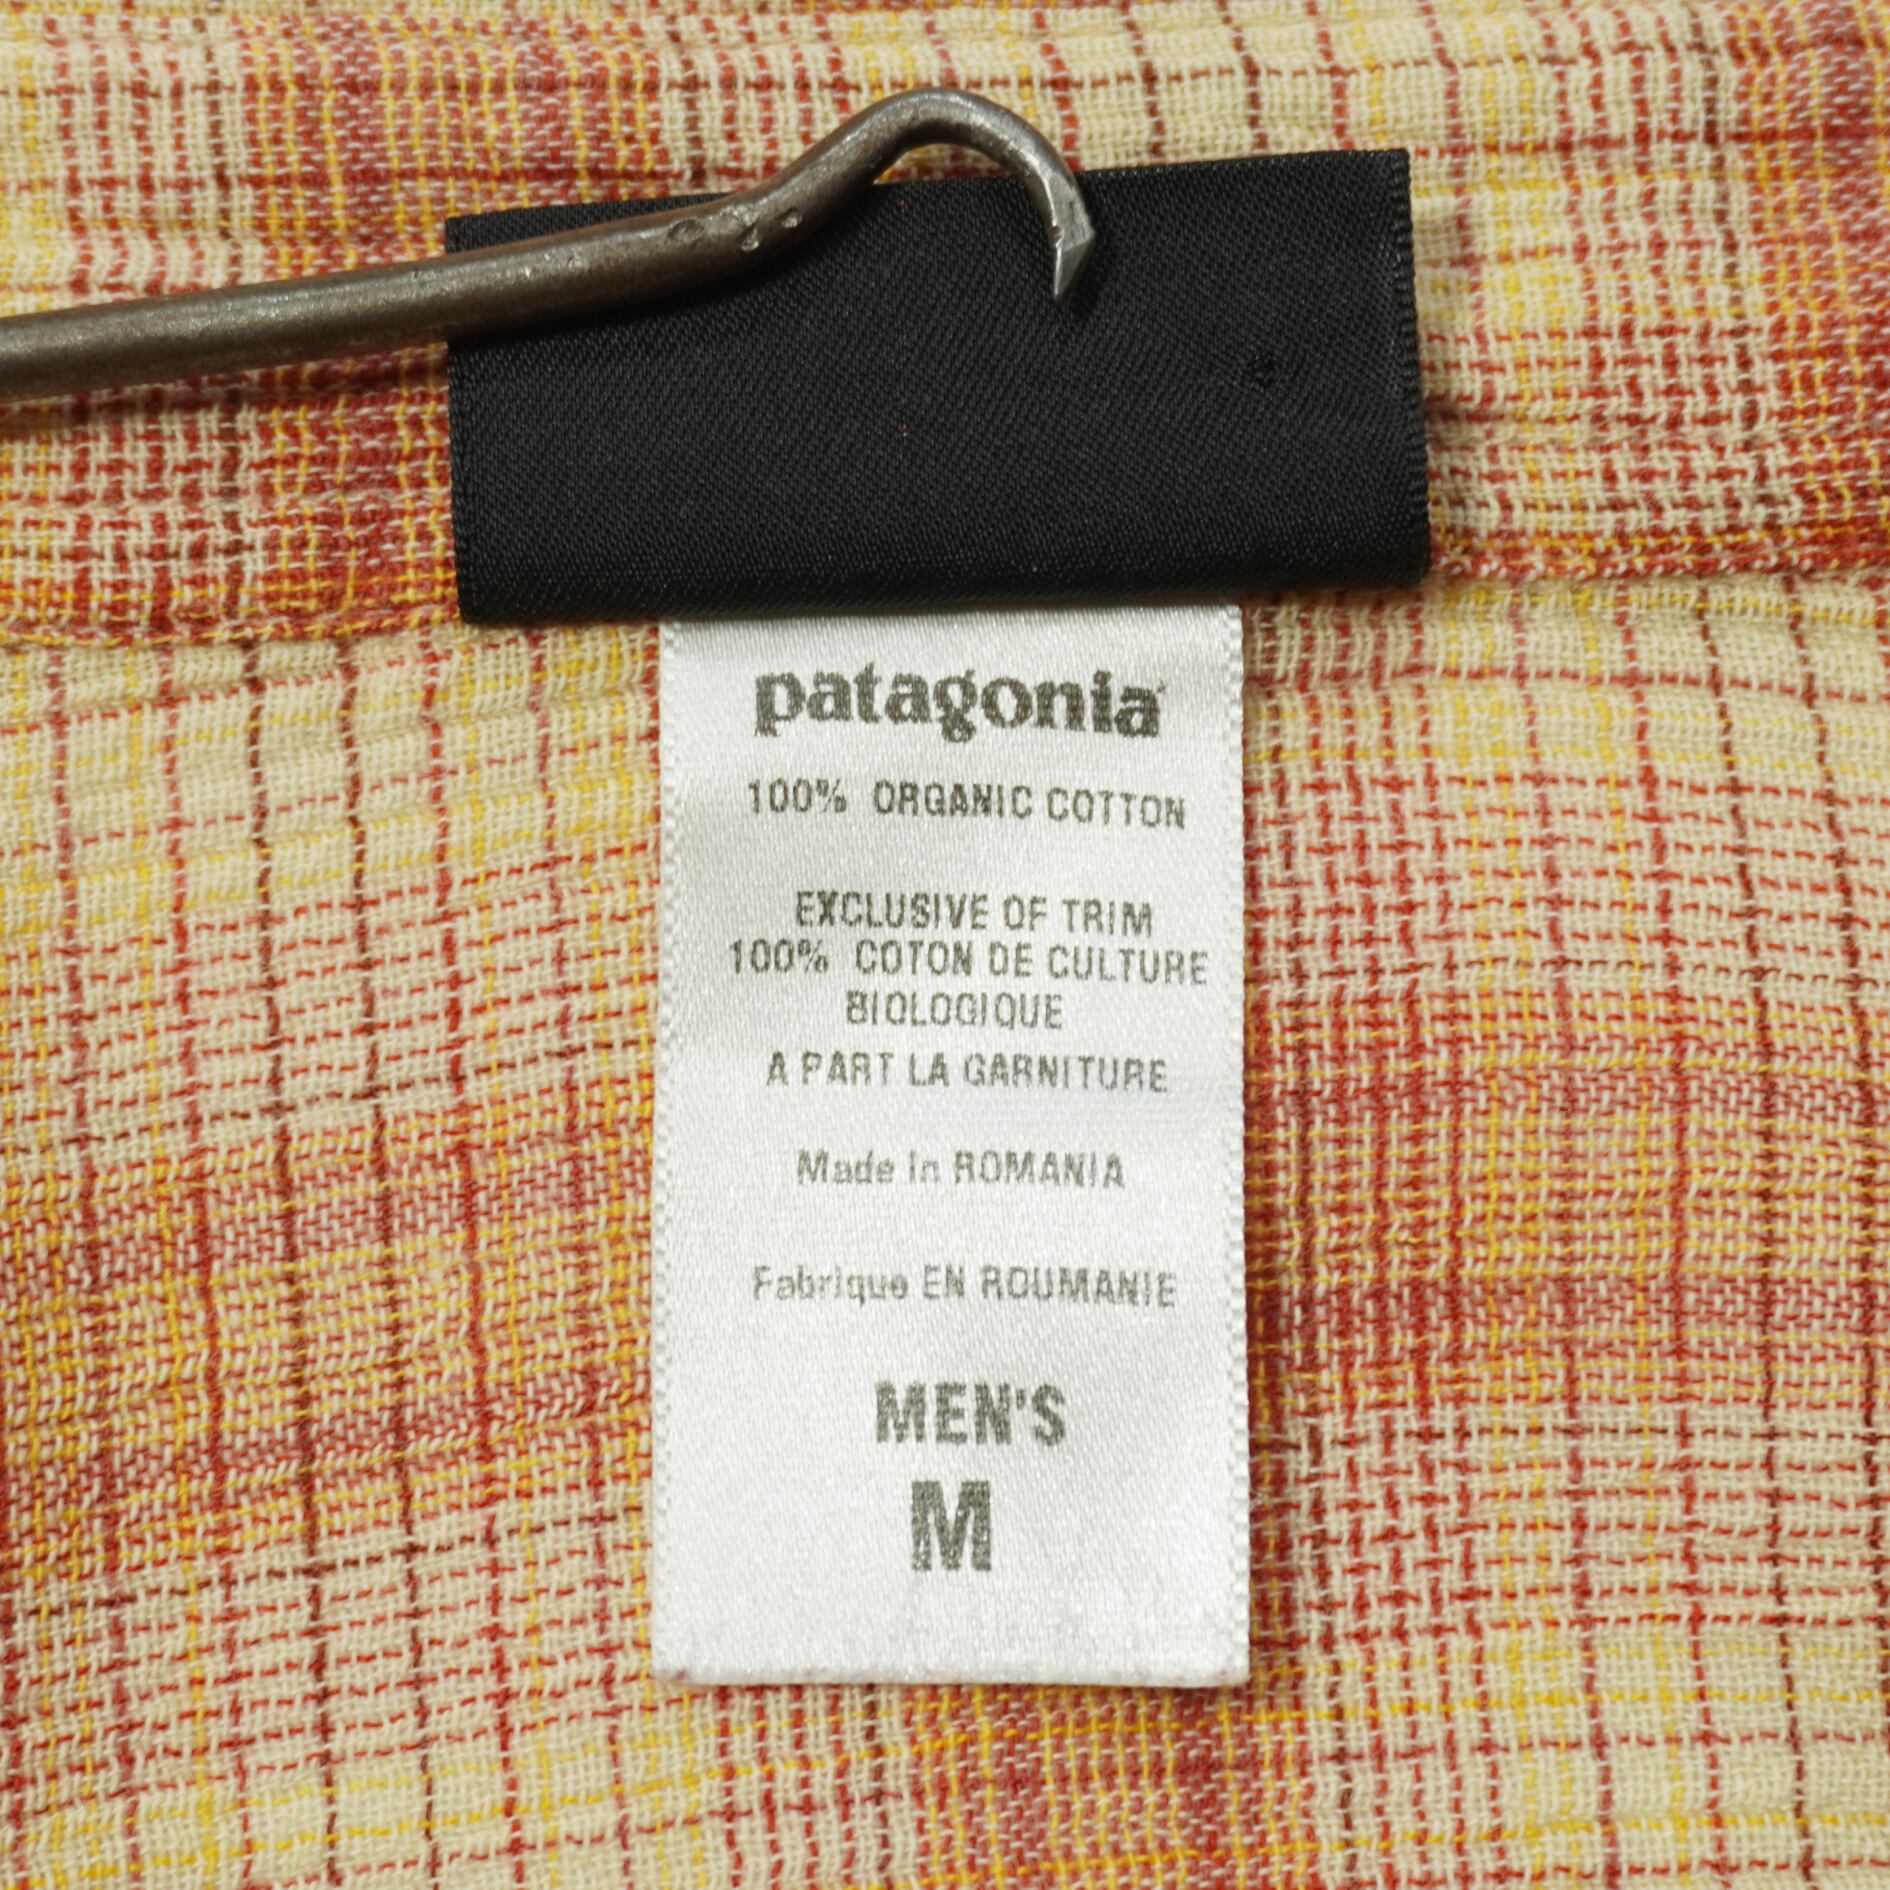 patagonia
100% ORGANIC COTTON
EXCLUSIVE OF TRIM
100% COTON DE CULTURE
BIOLOGIQUE
A PART LA GARNITURE
Made In ROMANIA
Fabrique EN ROUMANIE
MEN'S
M